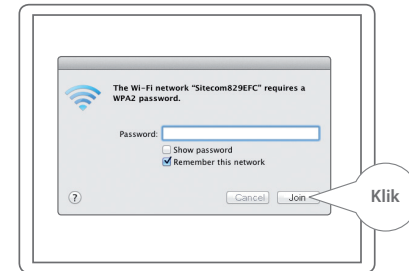 The Wi-Fi network “Sitecom829EFC” requires a
WPA2 password.
Password:
Show password
Remember this network
?
Cancel
Join
Klik